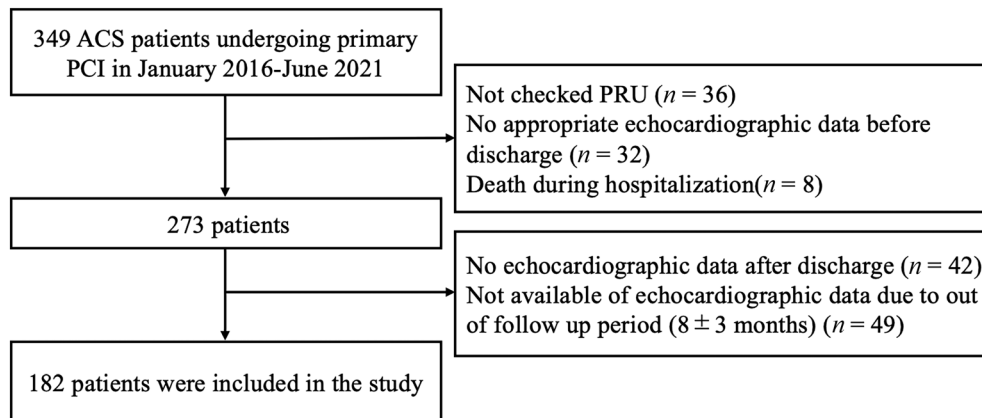 349 ACS patients undergoing primary
PCI in January 2016-June 2021
Not checked PRU (n = 36)
No appropriate echocardiographic data before
discharge (n = 32)
Death during hospitalization(n = 8)
273 patients
No echocardiographic data after discharge (n = 42)
Not available of echocardiographic data due to out
of follow up period (8 ± 3 months) (n = 49)
182 patients were included in the study